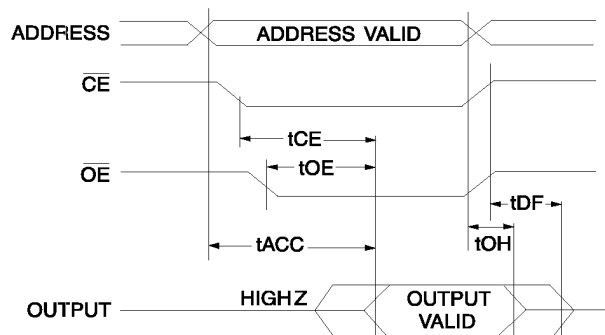 ADDRESS
ADDRESS VALID
CE
tCE
tOE
OE
tDF
tACC
tOH
HIGH Z
OUTPUT
OUTPUT
VALID